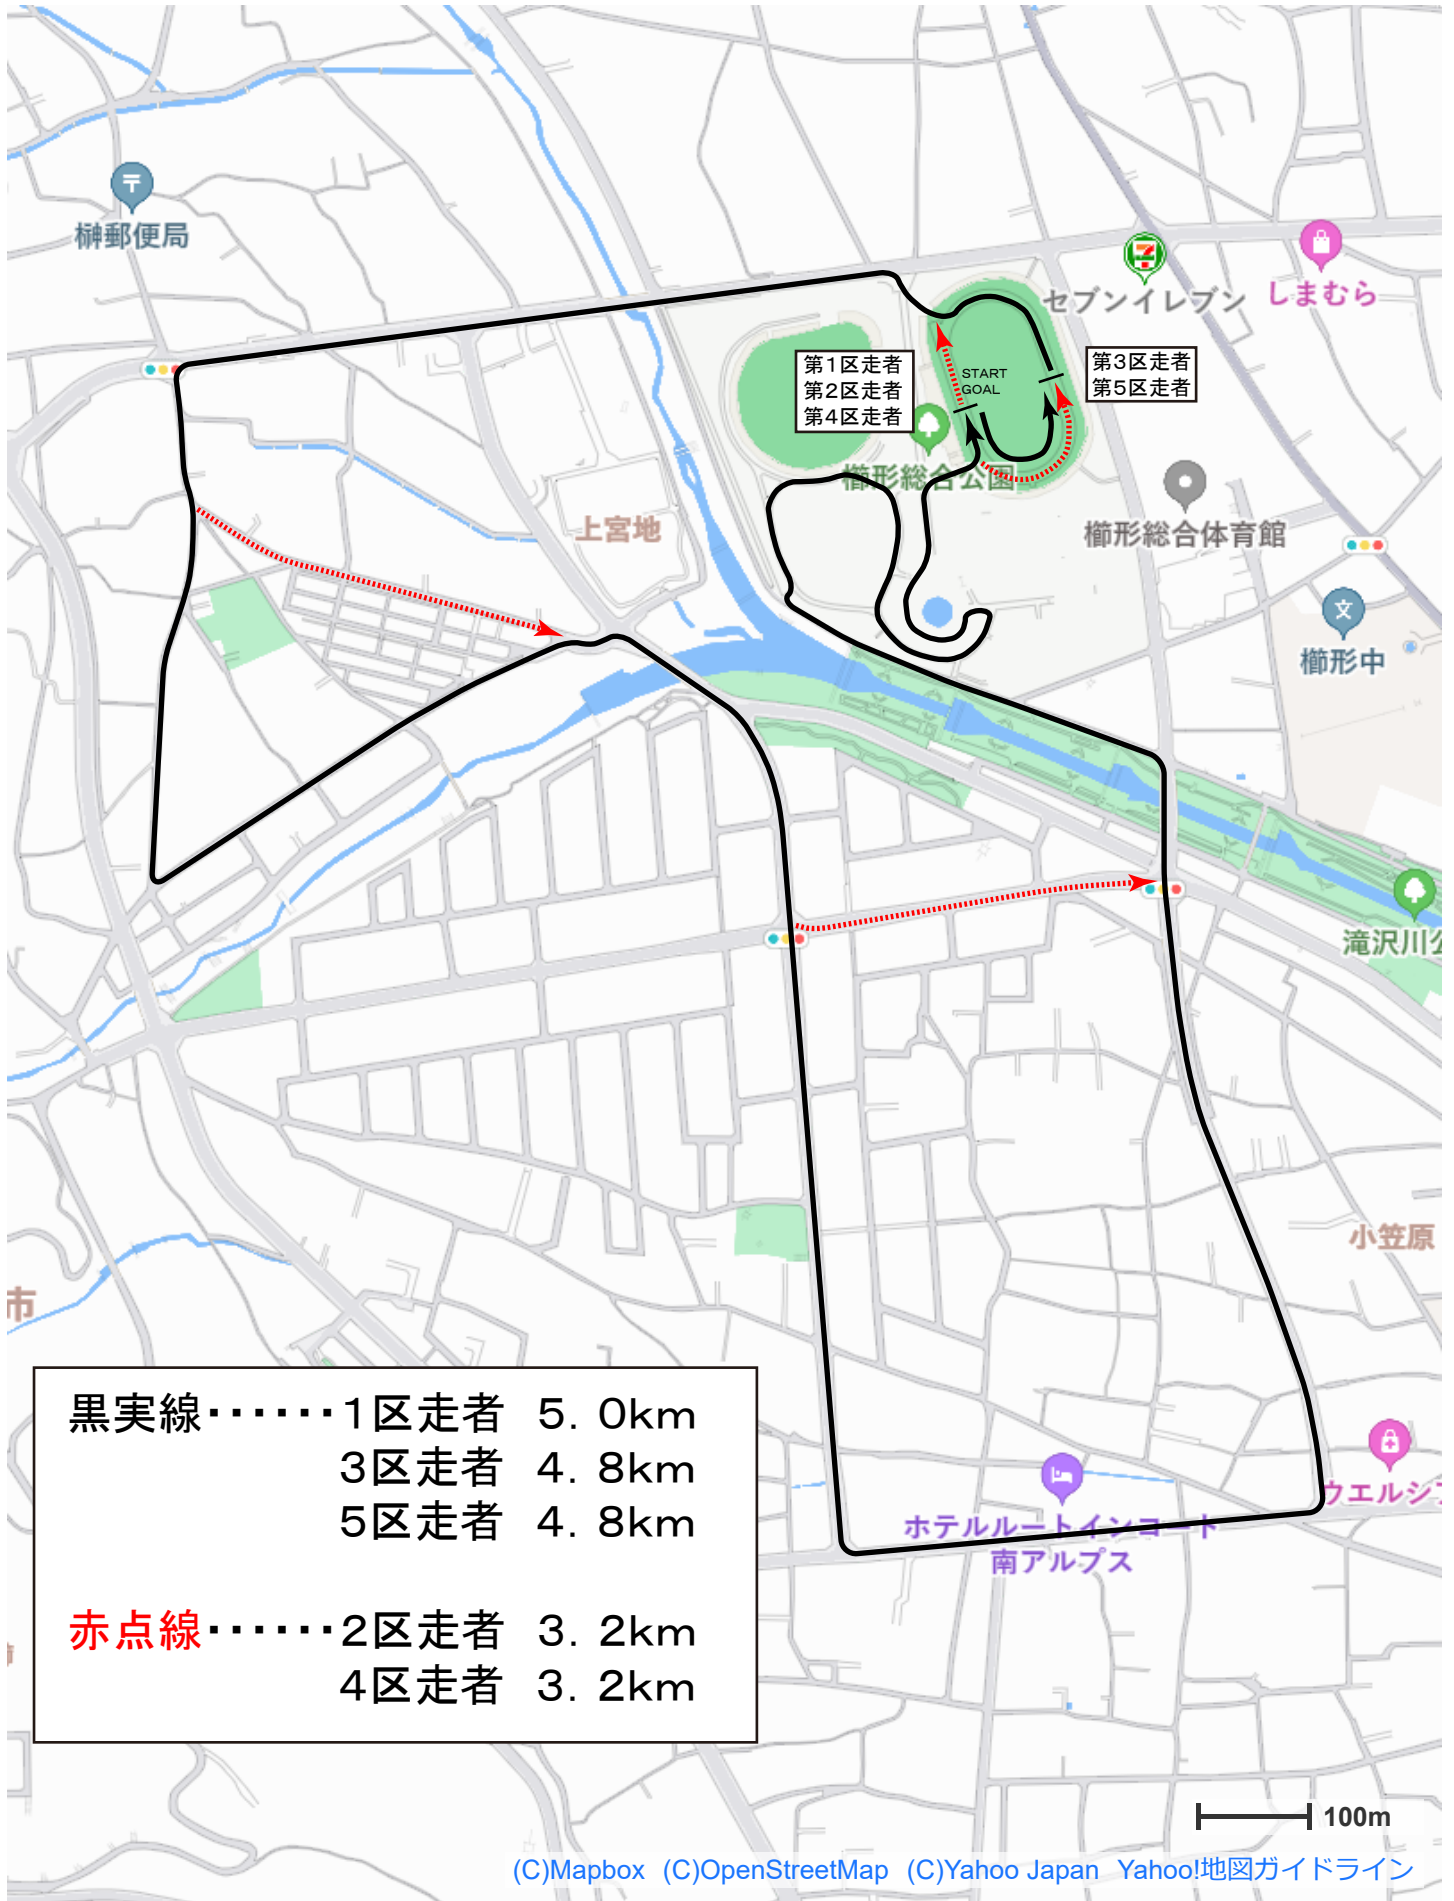 榊郵便局
セブンイレブン
しまむら
第1区走者
第2区走者
第4区走者
START
GOAL
第3区走者
第5区走者
櫛形総合公園
上宮地
櫛形総合体育館
文
櫛形中
滝沢川公
小笠原
市
黒実線・・・・・・1区走者 5. 0km
3区走者 4. 8km
5区走者 4. 8km
赤点線・・・・・・2区走者 3. 2km
4区走者 3. 2km
ウエルシア
ホテルルートインコート
南アルプス
100m
(C)Mapbox (C)OpenStreetMap (C)Yahoo Japan Yahoo!地図ガイドライン